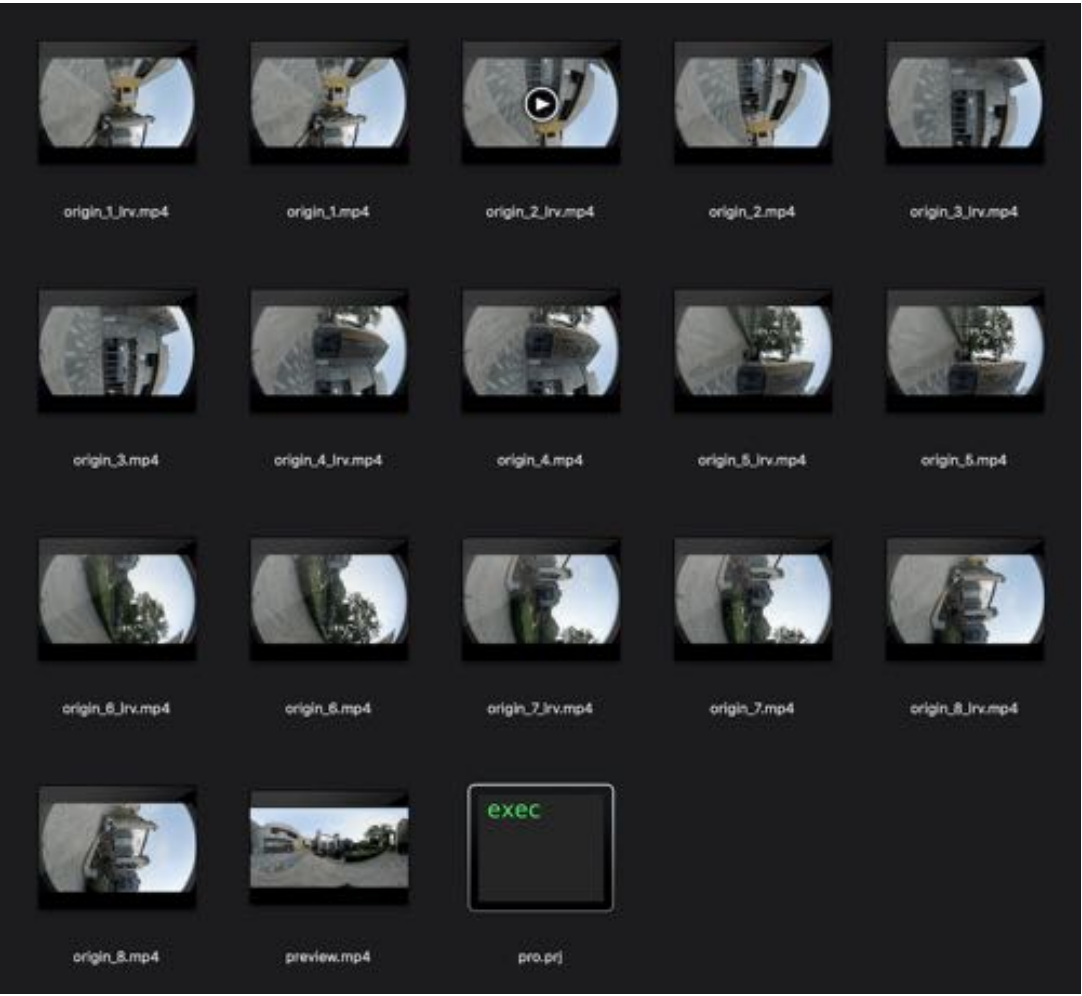 origin_1_lrv.mp4 origin_1.mp4 origin_2_lrv.mp4 origin_2.mp4 origin_3_lrv.mp4
origin_3.mp4 origin_4_lrv.mp4 origin_4.mp4 origin_5_lrv.mp4 origin_5.mp4
origin_6_lrv.mp4 origin_6.mp4 origin_7_lrv.mp4 origin_7.mp4 origin_8_lrv.mp4
exec
origin_8.mp4 preview.mp4 pro.prj